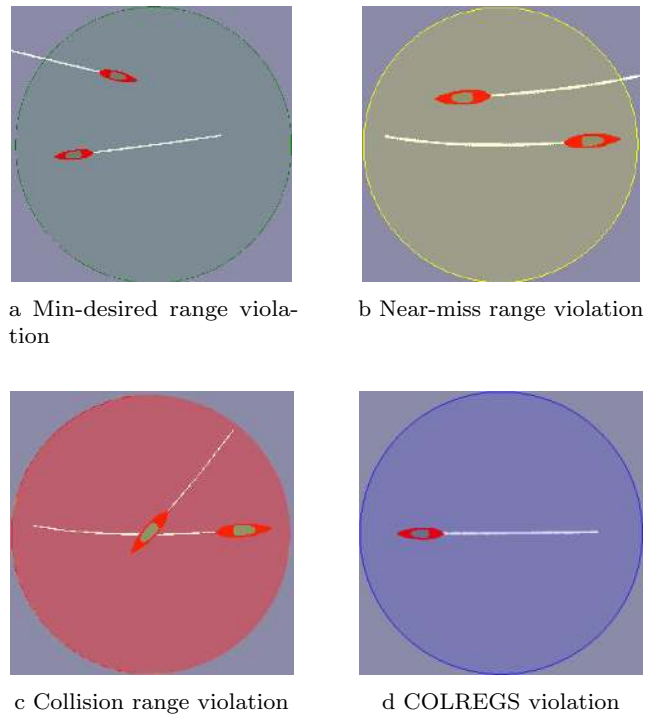 a Min-desired range viola-
tion
b Near-miss range violation
c Collision range violation
d COLREGS violation